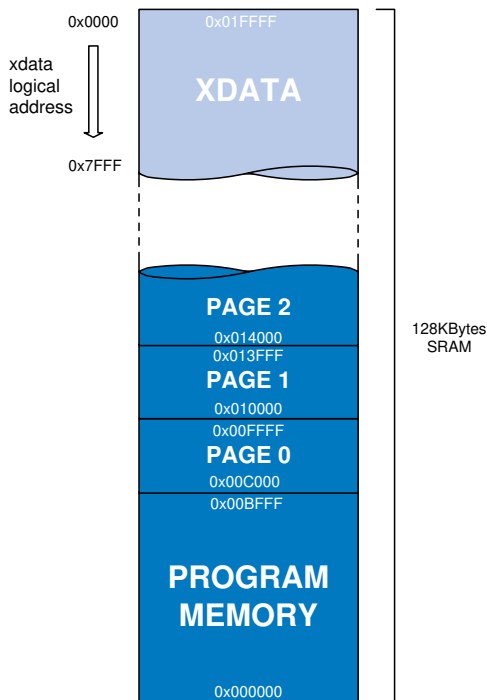 0x0000
0x01FFFF
xdata
logical
address
XDATA
0x7FFF
PAGE 2
0x014000
0x013FFF
PAGE 1
0x010000
0x00FFFF
PAGE 0
0x00C000
0x00BFFF
128KBytes
SRAM
PROGRAM
MEMORY
0x000000